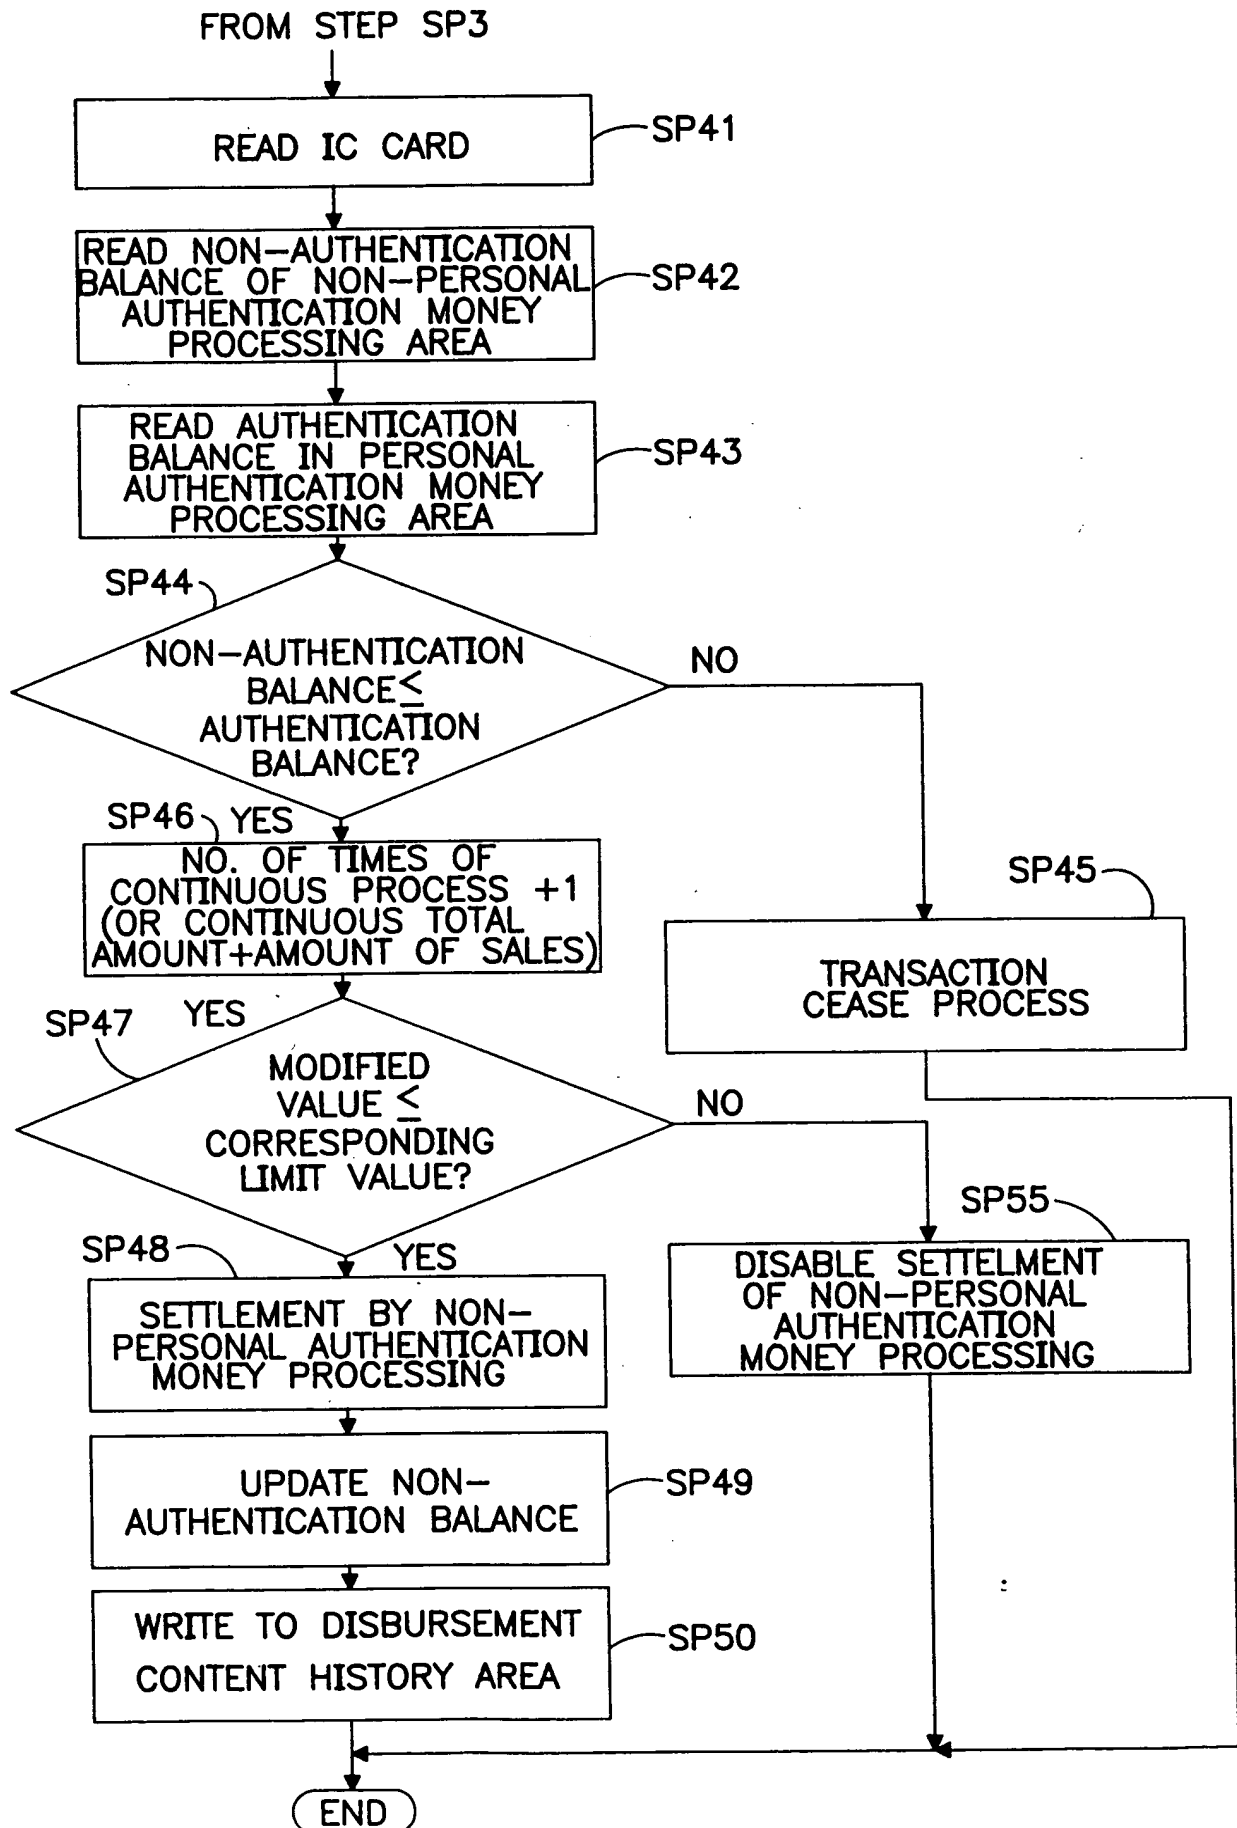 FROM STEP SP3
READ IC CARD
SP41
READ NON-AUTHENTICATION
BALANCE OF NON-PERSONAL
AUTHENTICATION MONEY
PROCESSING AREA
SP42
READ AUTHENTICATION
BALANCE IN PERSONAL
AUTHENTICATION MONEY
PROCESSING AREA
SP43
SP44
NON-AUTHENTICATION
BALANCE≤
AUTHENTICATION
BALANCE?
NO
SP46
YES
NO. OF TIMES OF
CONTINUOUS PROCESS +1
(OR CONTINUOUS TOTAL
AMOUNT+AMOUNT OF SALES)
SP45
TRANSACTION
CEASE PROCESS
SP47
YES
MODIFIED
VALUE ≤
CORRESPONDING
LIMIT VALUE?
NO
SP55
DISABLE SETTELMENT
OF NON-PERSONAL
AUTHENTICATION
MONEY PROCESSING
SP48
YES
SETTLEMENT BY NON-
PERSONAL AUTHENTICATION
MONEY PROCESSING
UPDATE NON-
AUTHENTICATION BALANCE
SP49
WRITE TO DISBURSEMENT
CONTENT HISTORY AREA
SP50
END